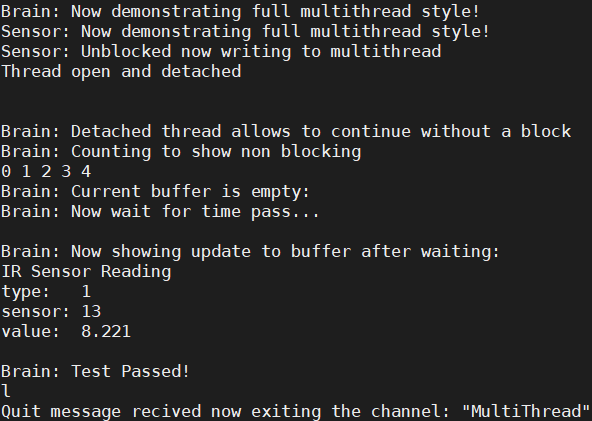 Brain: Now demonstrating full multithread style!
Sensor: Now demonstrating full multithread style!
Sensor: Unblocked now writing to multithread
Thread open and detached
Brain: Detached thread allows to continue without a block
Brain: Counting to show non blocking
0 1 2 3 4
Brain: Current buffer is empty:
Brain: Now wait for time pass...
Brain: Now showing update to buffer after waiting:
IR Sensor Reading
type:   1
sensor: 13
value:  8.221
Brain: Test Passed!
l
Quit message recived now exiting the channel: "MultiThread"